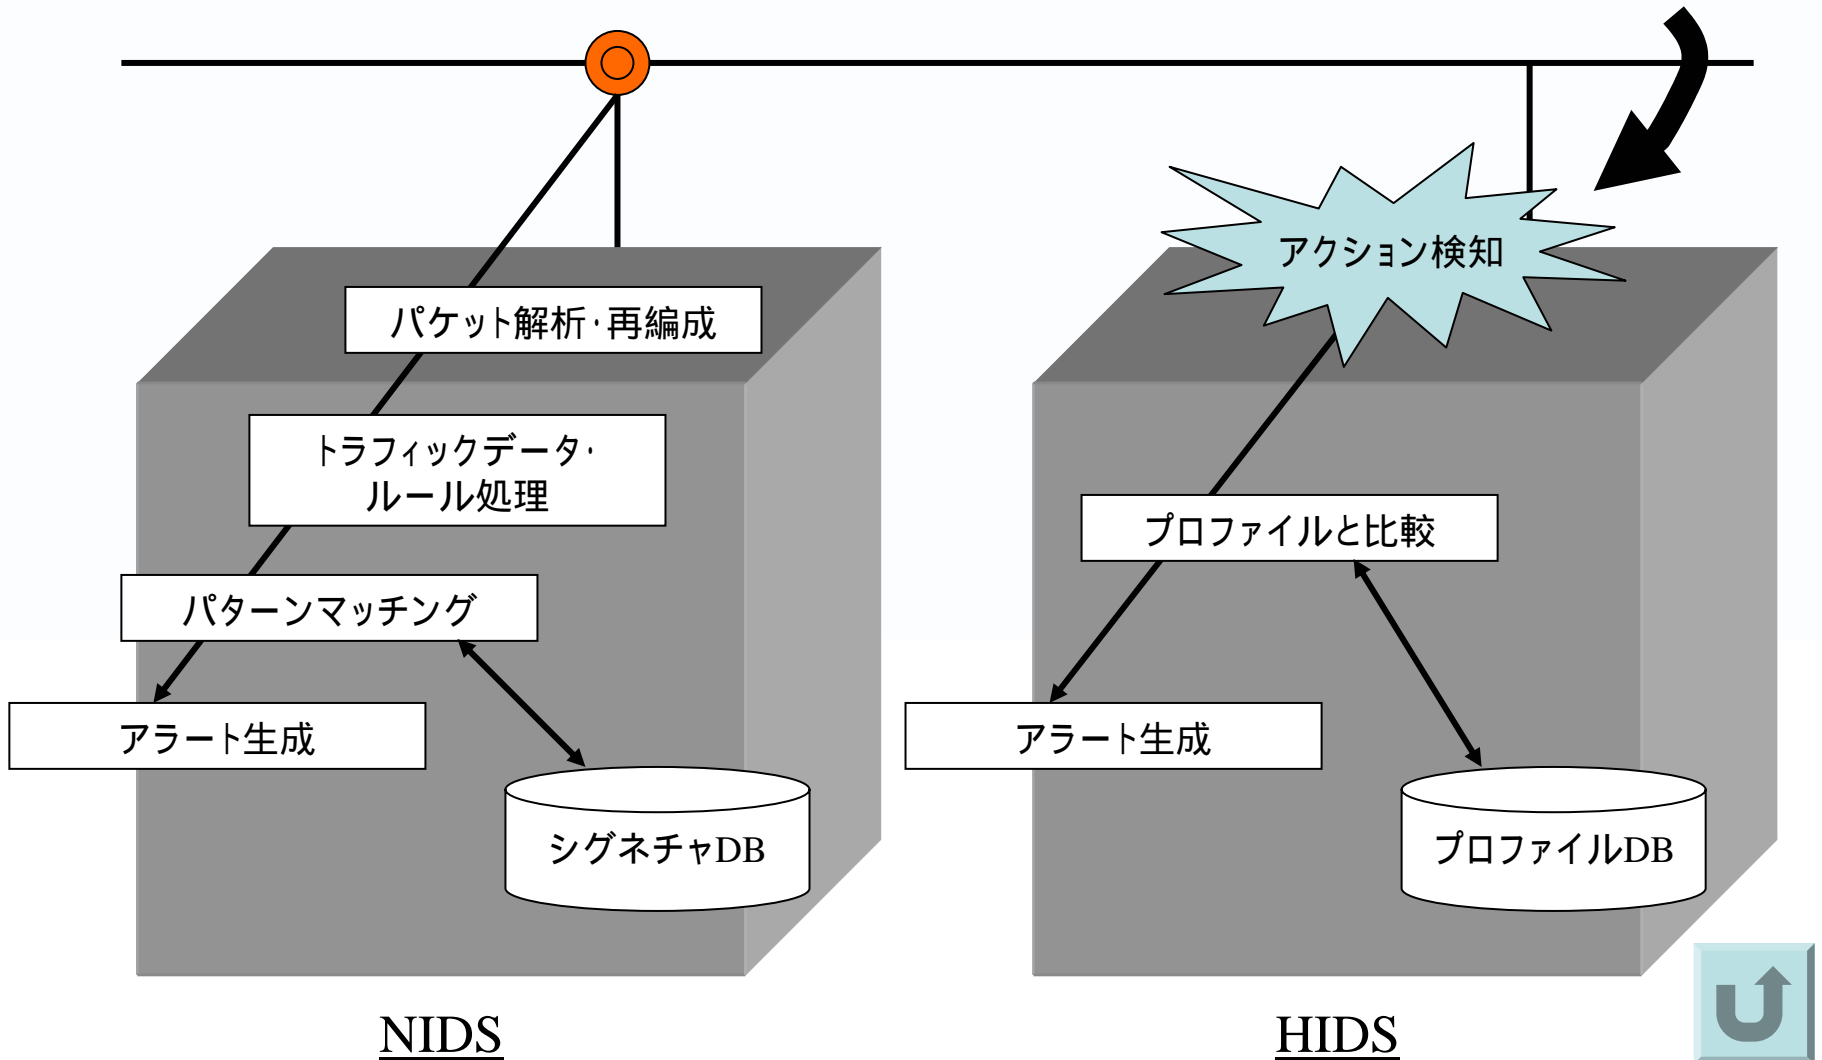 パケット解析・再編成
トラフィックデータ・
ルール処理
パターンマッチング
アラート生成
シグネチャDB
NIDS
アクション検知
プロファイルと比較
アラート生成
プロファイルDB
HIDS